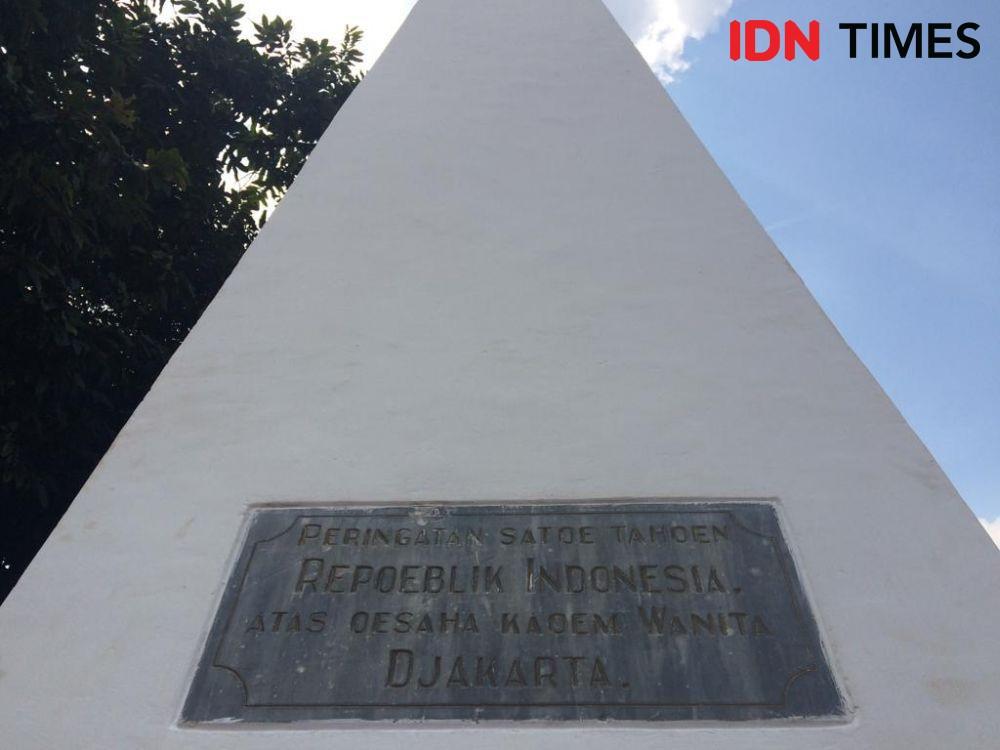 IDN TIMES
PERINGATAN SATOE TAHOEN
REPOEBLIK INDONESIA.
ATAS OESAHA KAOEM WANITA
DJAKARTA.